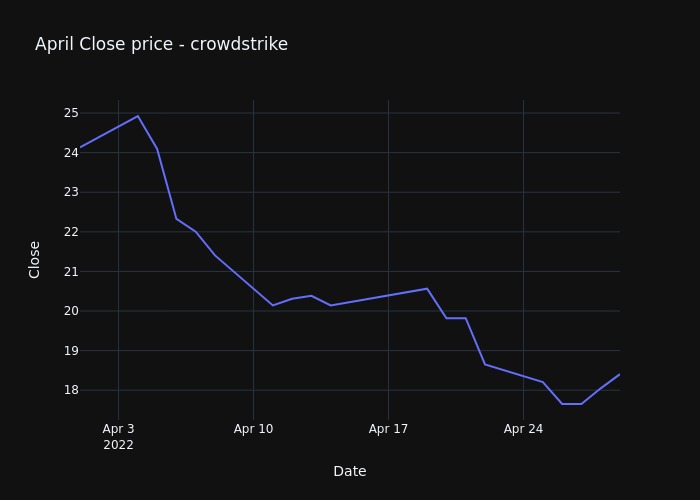 April Close price - crowdstrike
Close
25
24
23
22
21
20
19
18
Apr 3
2022
Apr 10
Apr 17
Apr 24
Date